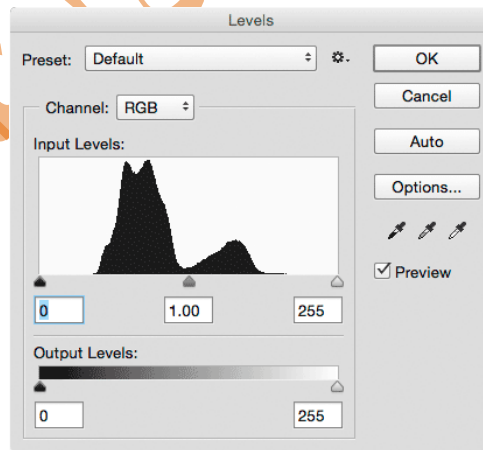 Levels
Preset: Default
OK
Cancel
Channel: RGB
Auto
Input Levels:
Options...
Preview
0 1.00 255
Output Levels:
0 255